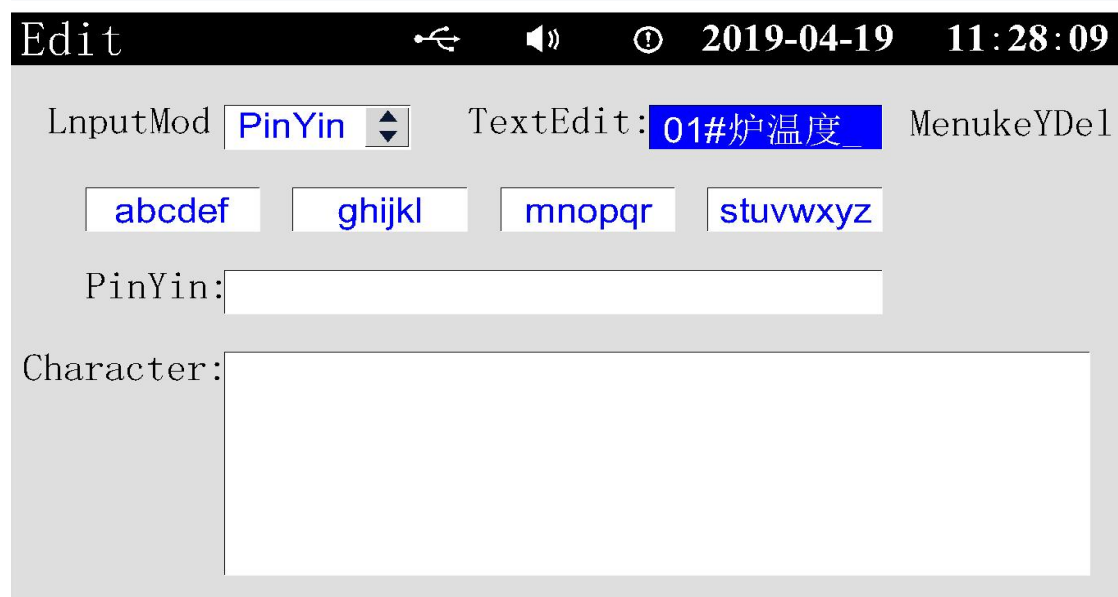 Edit 2019-04-19 11:28:09
LnputMod PinYin TextEdit: 01#炉温度_ MenukeYDel
abcdef ghijkl mnopqr stuvwxyz
PinYin:
Character: